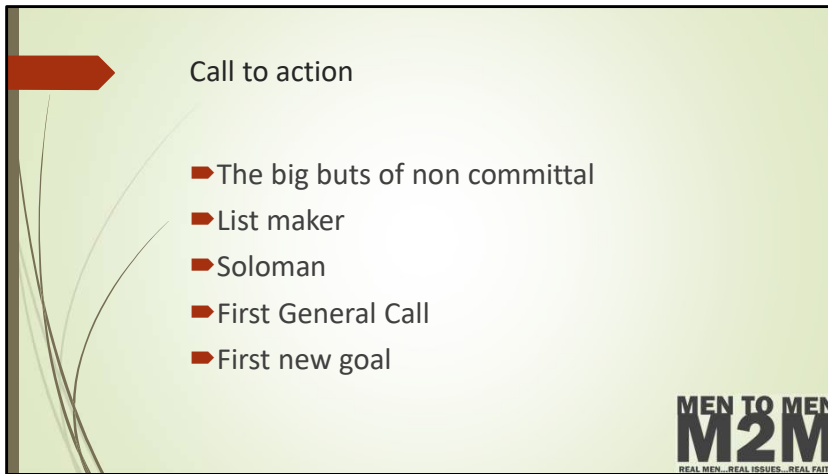 Call to action
The big buts of non committal
List maker
Soloman
First General Call
First new goal
MEN TO MEN
M2M
REAL MEN...REAL ISSUES...REAL FAIT